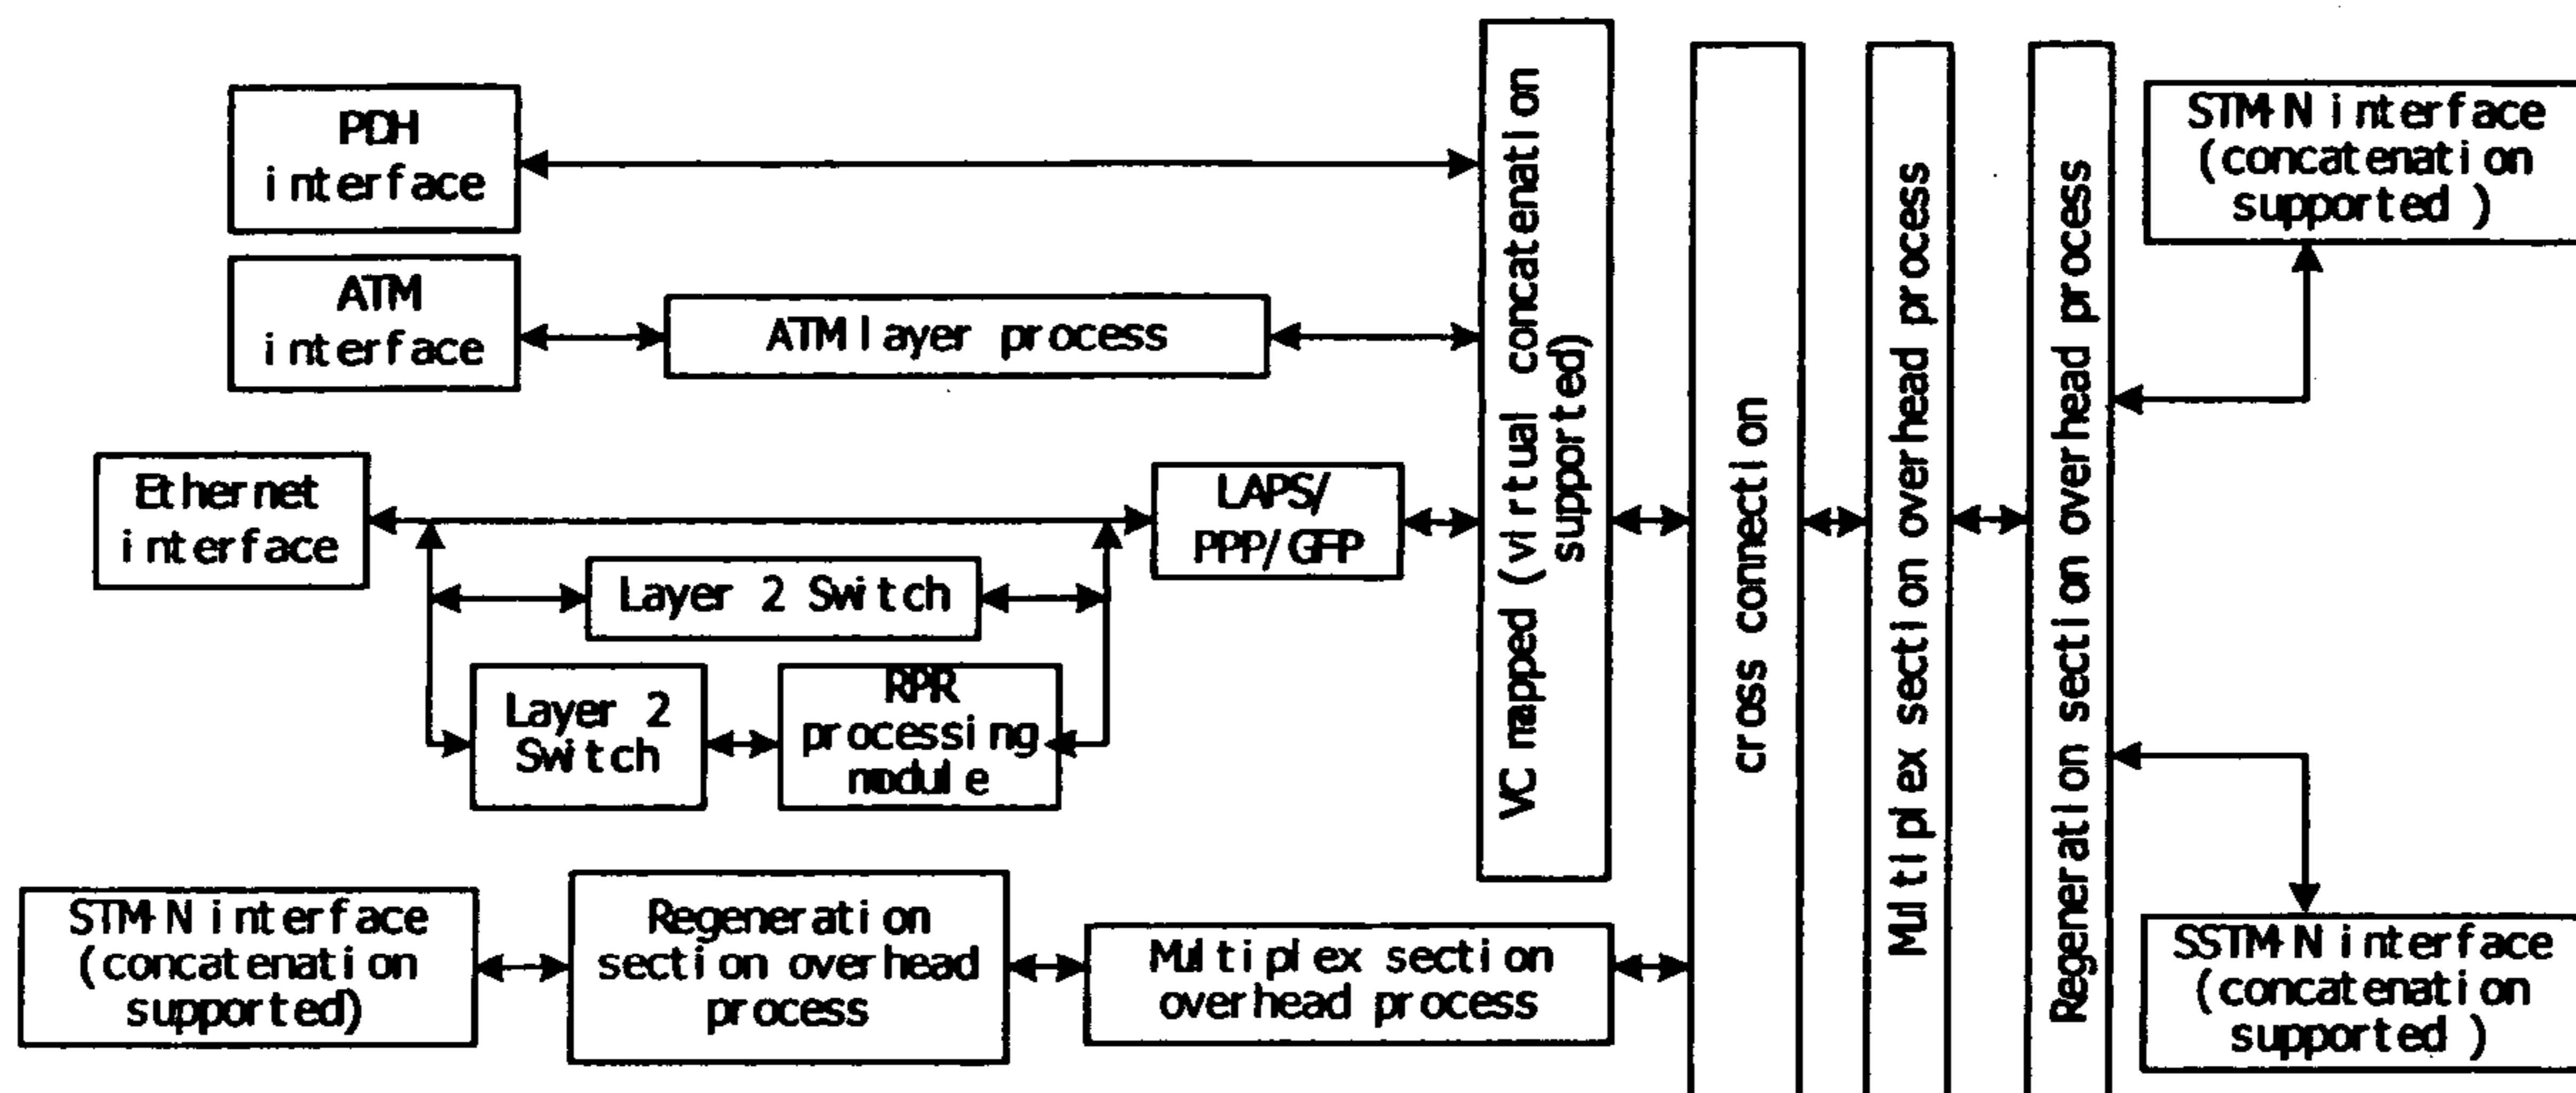 PDH
interface
ATM
interface
ATM layer process
Ethernet
interface
LAPS/
PPP/GFP
Layer 2 Switch
Layer 2
Switch
RPR
processing
module
STM-N interface
(concatenation
supported)
Regeneration
section overhead
process
Multiplex section
overhead process
VC mapped (virtual concatenation
supported)
cross connection
Multiplex section overhead process
Regeneration section overhead process
STM-N interface
(concatenation
supported )
SSTM-N interface
(concatenation
supported )